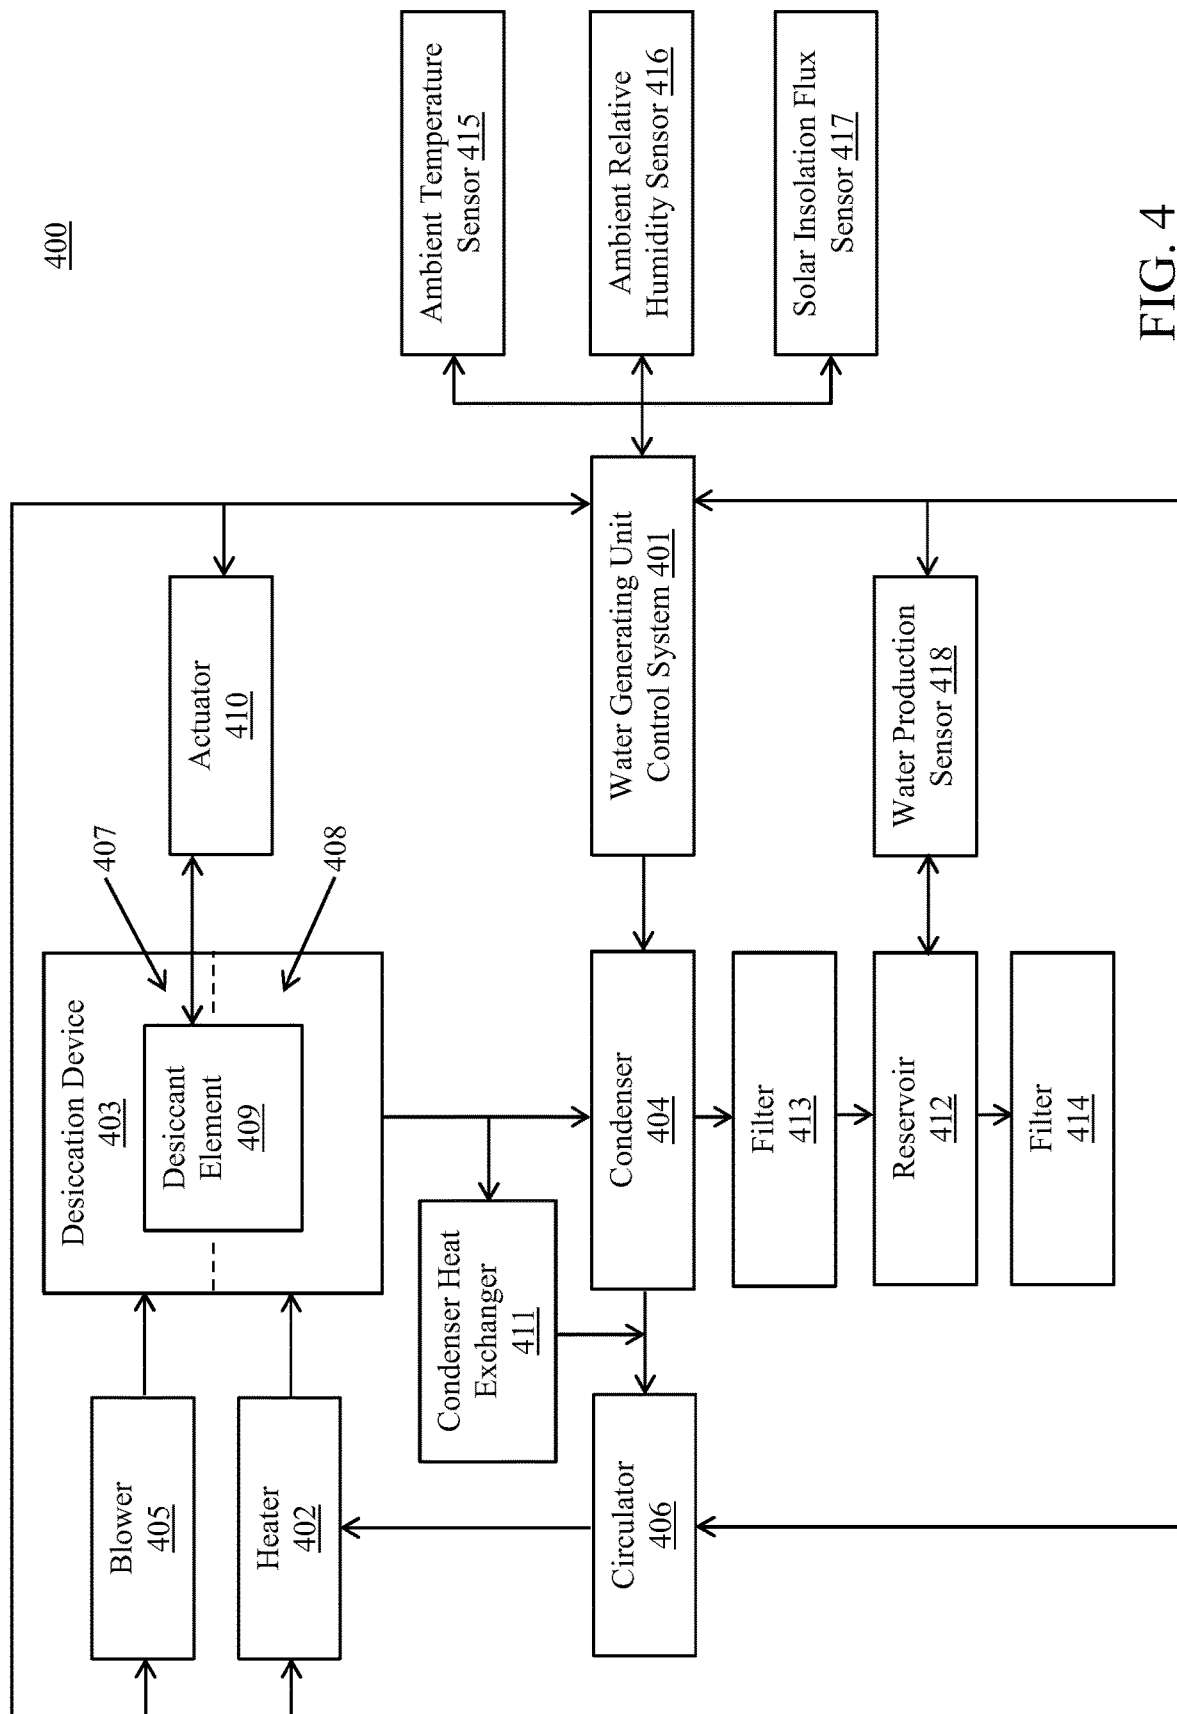 400
Blower
405
Desiccation Device
403
Desiccant
Element
409
407
408
Actuator
410
Heater
402
Condenser Heat
Exchanger
411
Ambient Temperature
Sensor 415
Circulator
406
Condenser
404
Water Generating Unit
Control System 401
Ambient Relative
Humidity Sensor 416
Filter
413
Solar Insolation Flux
Sensor 417
Reservoir
412
Water Production
Sensor 418
Filter
414
FIG. 4